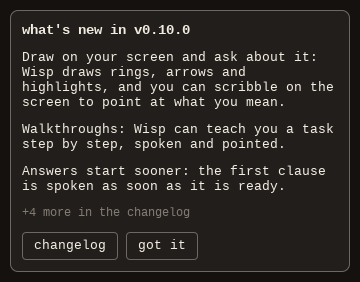 what's new in v0.10.0
Draw on your screen and ask about it:
Wisp draws rings, arrows and
highlights, and you can scribble on the
screen to point at what you mean.
Walkthroughs: Wisp can teach you a task
step by step, spoken and pointed.
Answers start sooner: the first clause
is spoken as soon as it is ready.
+4 more in the changelog
changelog got it